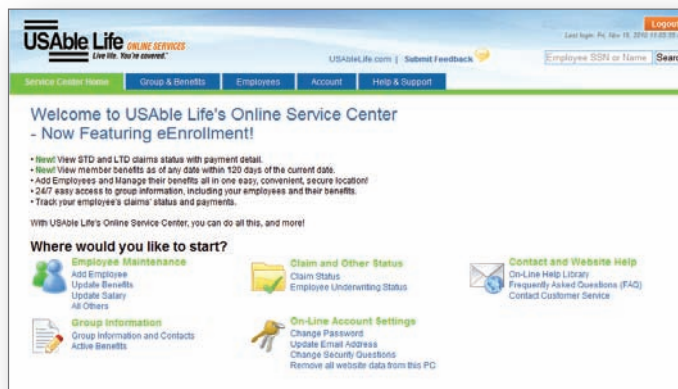 Logout
USAble Life ONLINE SERVICES
Live life. You're covered.
Last login: Fri, Nov 19, 2010
USAbleLife.com | Submit Feedback
Employee SSN or Name Searc
Service Center Home Group & Benefits Employees Account Help & Support
Welcome to USAble Life's Online Service Center
- Now Featuring eEnrollment!
• New! View STD and LTD claims status with payment detail.
• New! View member benefits as of any date within 120 days of the current date.
• Add Employees and Manage their benefits all in one easy, convenient, secure location!
• 24/7 easy access to group information, including your employees and their benefits.
• Track your employee's claims' status and payments.
With USAble Life's Online Service Center, you can do all this, and more!
Where would you like to start?
Employee Maintenance
Add Employee
Update Benefits
Update Salary
All Others
Claim and Other Status
Claim Status
Employee Underwriting Status
Contact and Website Help
On-Line Help Library
Frequently Asked Questions (FAQ)
Contact Customer Service
Group Information
Group Information and Contacts
Active Benefits
On-Line Account Settings
Change Password
Update Email Address
Change Security Questions
Remove all website data from this PC